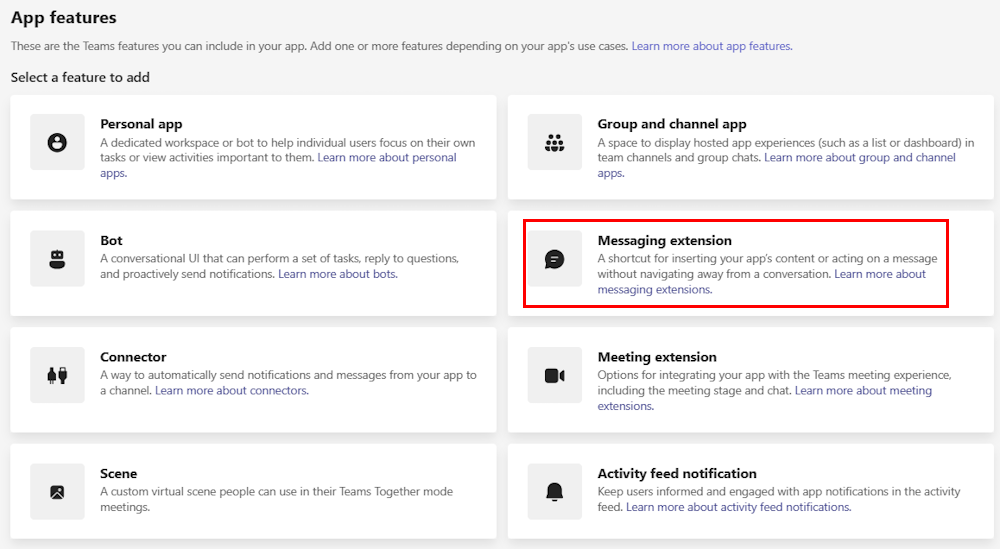 App features
These are the Teams features you can include in your app. Add one or more features depending on your app's use cases. Learn more about app features.
Select a feature to add
Personal app
A dedicated workspace or bot to help individual users focus on their own
tasks or view activities important to them. Learn more about personal
apps.
Group and channel app
A space to display hosted app experiences (such as a list or dashboard) in
team channels and group chats. Learn more about group and channel
apps.
Bot
A conversational UI that can perform a set of tasks, reply to questions,
and proactively send notifications. Learn more about bots.
Messaging extension
A shortcut for inserting your app's content or acting on a message
without navigating away from a conversation. Learn more about
messaging extensions.
Connector
A way to automatically send notifications and messages from your app to
a channel. Learn more about connectors.
Meeting extension
Options for integrating your app with the Teams meeting experience,
including the meeting stage and chat. Learn more about meeting
extensions.
Scene
A custom virtual scene people can use in their Teams Together mode
meetings.
Activity feed notification
Keep users informed and engaged with app notifications in the activity
feed. Learn more about activity feed notifications.